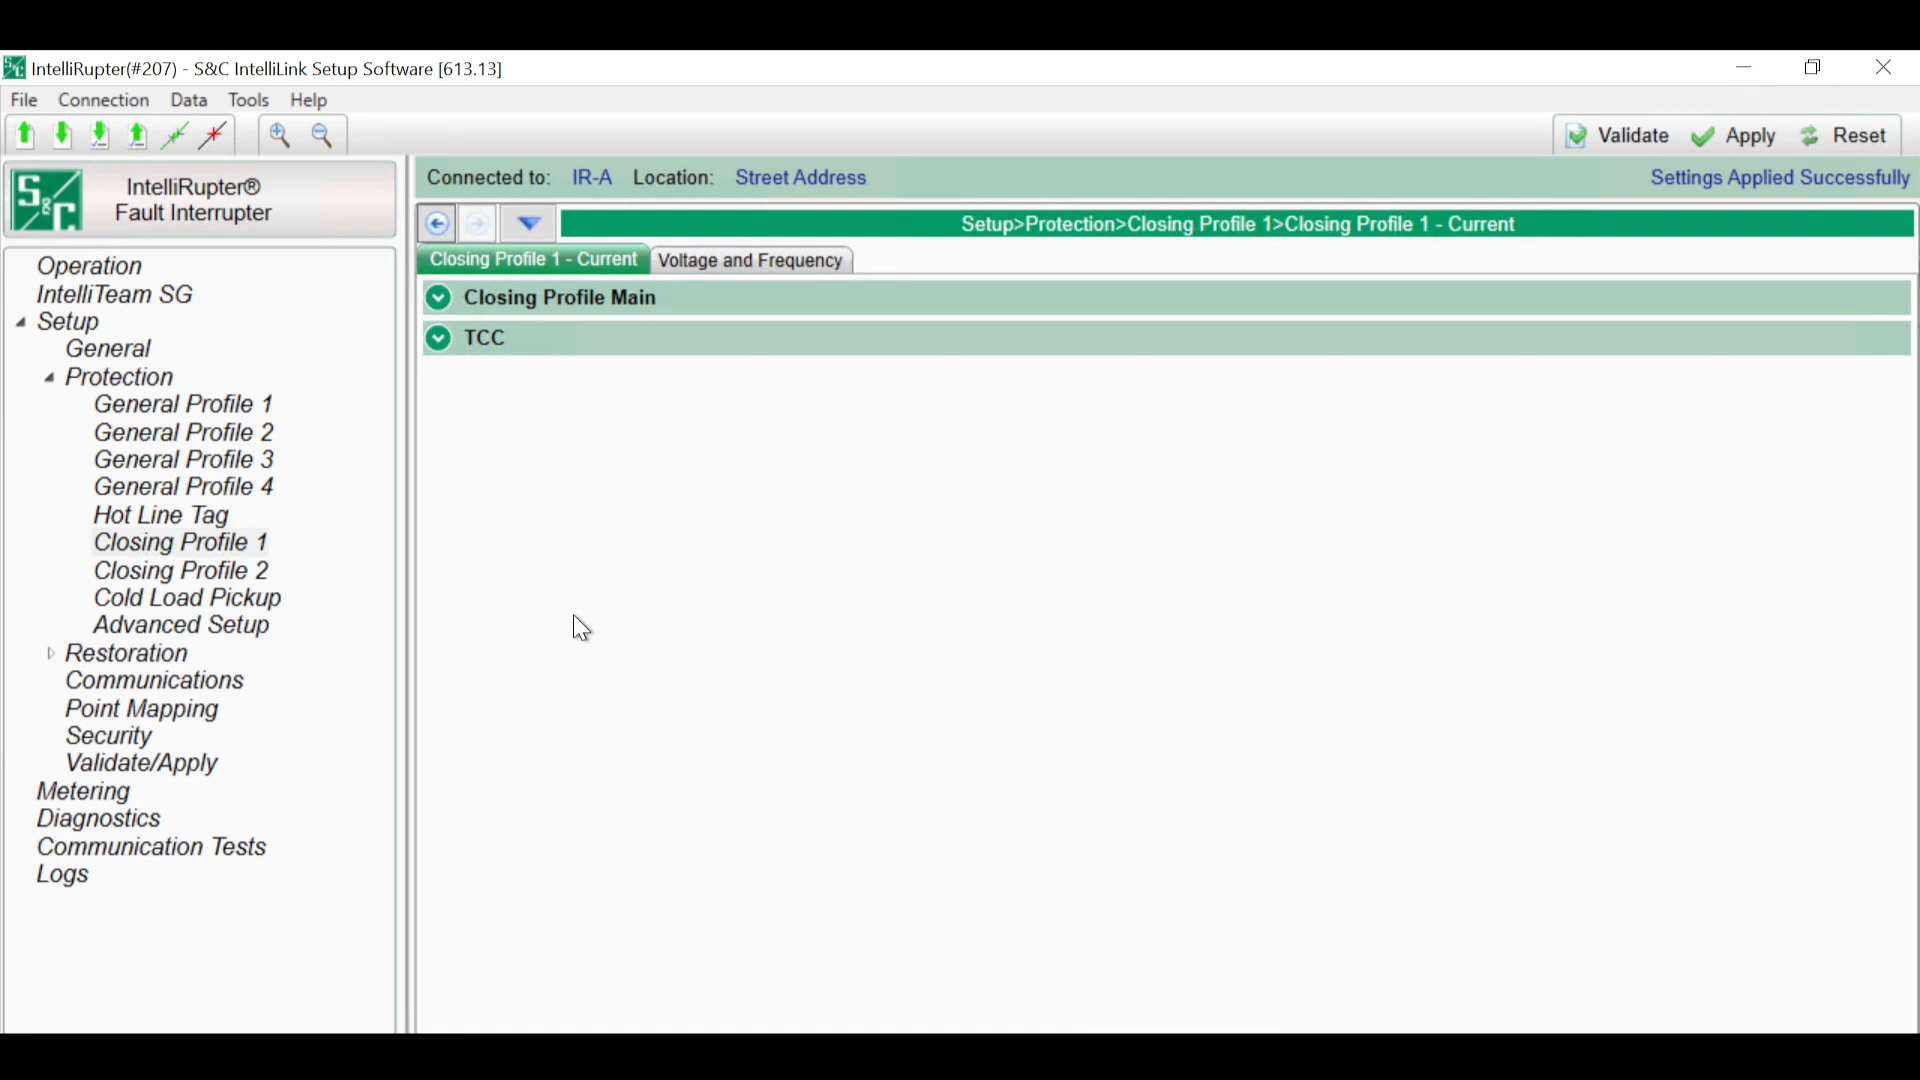 IntelliRupter(#207) - S&C IntelliLink Setup Software [613.13]
File Connection Data Tools Help
Validate Apply Reset
S&C
IntelliRupter®
Fault Interrupter
Connected to: IR-A Location: Street Address Settings Applied Successfully
Setup>Protection>Closing Profile 1>Closing Profile 1 - Current
Closing Profile 1 - Current Voltage and Frequency
Closing Profile Main
TCC
Operation
IntelliTeam SG
Setup
General
Protection
General Profile 1
General Profile 2
General Profile 3
General Profile 4
Hot Line Tag
Closing Profile 1
Closing Profile 2
Cold Load Pickup
Advanced Setup
Restoration
Communications
Point Mapping
Security
Validate/Apply
Metering
Diagnostics
Communication Tests
Logs